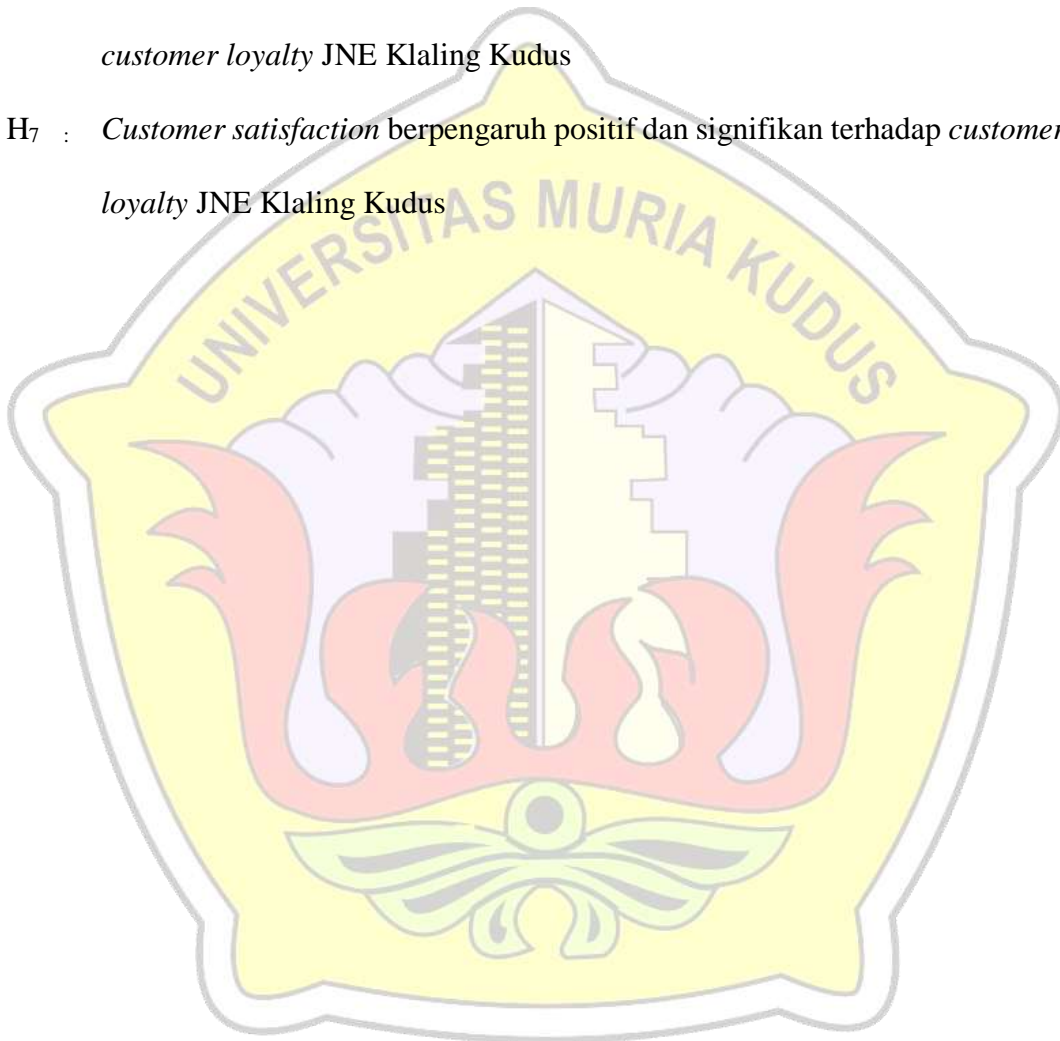 customer loyalty JNE Klaling Kudus
H₇ : Customer satisfaction berpengaruh positif dan signifikan terhadap customer
loyalty JNE Klaling Kudus
UNIVERSITAS MURIA KUDUS